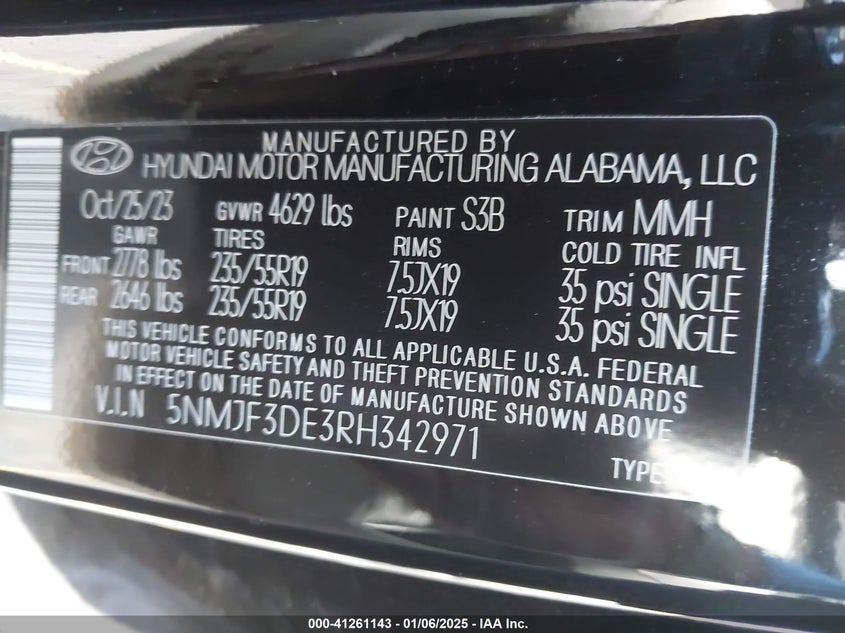 MANUFACTURED BY
HYUNDAI MOTOR MANUFACTURING ALABAMA, LLC
Oct/25/23 GVWR 4629 lbs PAINT S3B TRIM MMH
GAWR TIRES RIMS COLD TIRE INFL
FRONT 2778 lbs 235/55R19 7.5JX19 35 psi SINGLE
REAR 2646 lbs 235/55R19 7.5JX19 35 psi SINGLE
THIS VEHICLE CONFORMS TO ALL APPLICABLE U.S.A. FEDERAL
MOTOR VEHICLE SAFETY AND THEFT PREVENTION STANDARDS
IN EFFECT ON THE DATE OF MANUFACTURE SHOWN ABOVE
V.I.N 5NMJF3DE3RH342971
TYPE
000-41261143 - 01/06/2025 - IAA Inc.